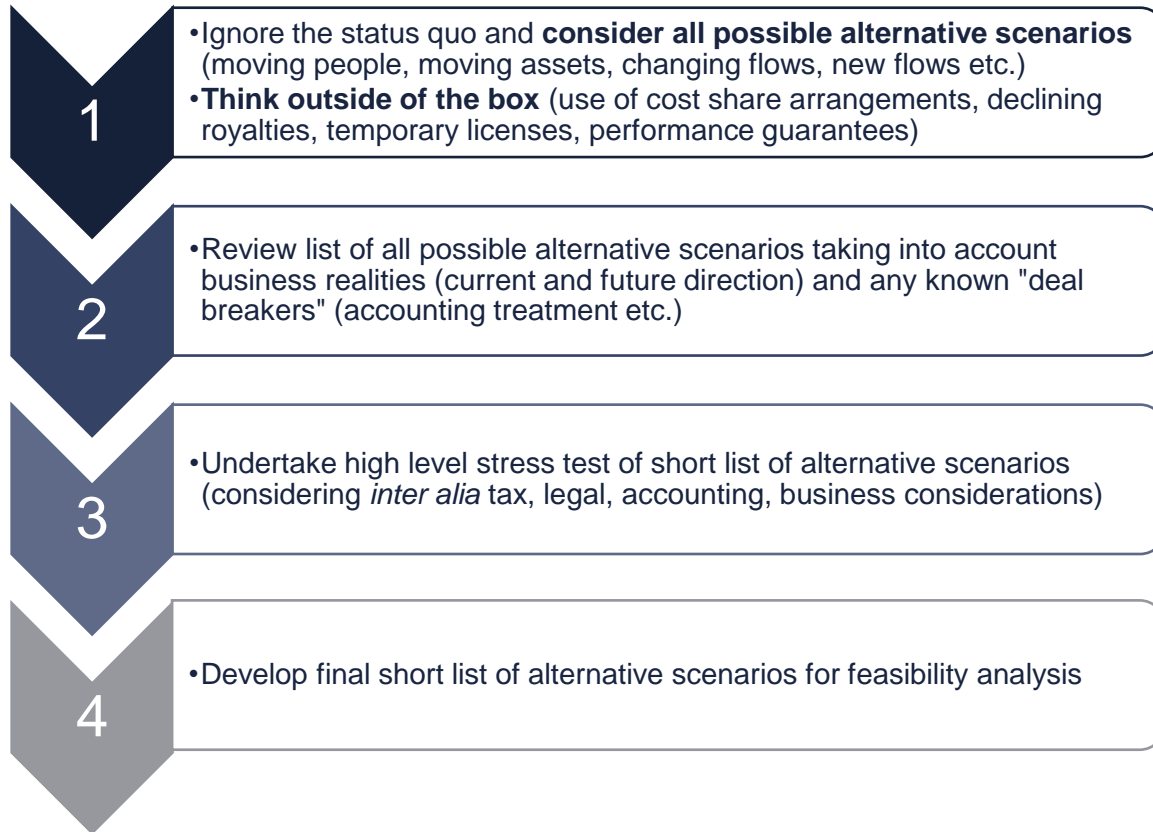 1
•Ignore the status quo and consider all possible alternative scenarios
(moving people, moving assets, changing flows, new flows etc.)
•Think outside of the box (use of cost share arrangements, declining
royalties, temporary licenses, performance guarantees)
2
•Review list of all possible alternative scenarios taking into account
business realities (current and future direction) and any known "deal
breakers" (accounting treatment etc.)
3
•Undertake high level stress test of short list of alternative scenarios
(considering inter alia tax, legal, accounting, business considerations)
4
•Develop final short list of alternative scenarios for feasibility analysis